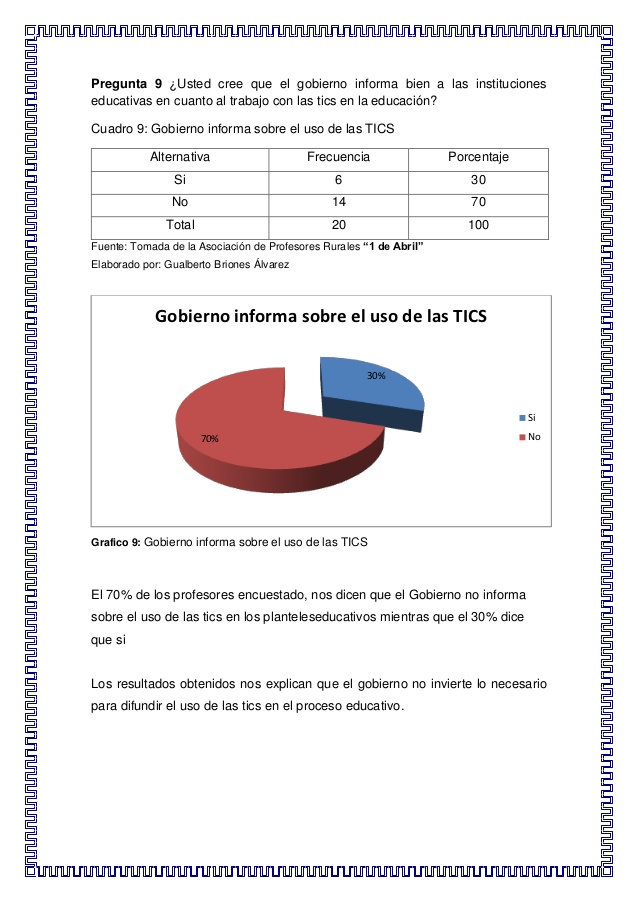 Pregunta 9 ¿Usted cree que el gobierno informa bien a las instituciones
educativas en cuanto al trabajo con las tics en la educación?
Cuadro 9: Gobierno informa sobre el uso de las TICS
Alternativa Frecuencia Porcentaje
Si 6 30
No 14 70
Total 20 100
Fuente: Tomada de la Asociación de Profesores Rurales “1 de Abril”
Elaborado por: Gualberto Briones Álvarez
Gobierno informa sobre el uso de las TICS
30%
70%
Si
No
Grafico 9: Gobierno informa sobre el uso de las TICS
El 70% de los profesores encuestado, nos dicen que el Gobierno no informa
sobre el uso de las tics en los planteleseducativos mientras que el 30% dice
que si
Los resultados obtenidos nos explican que el gobierno no invierte lo necesario
para difundir el uso de las tics en el proceso educativo.